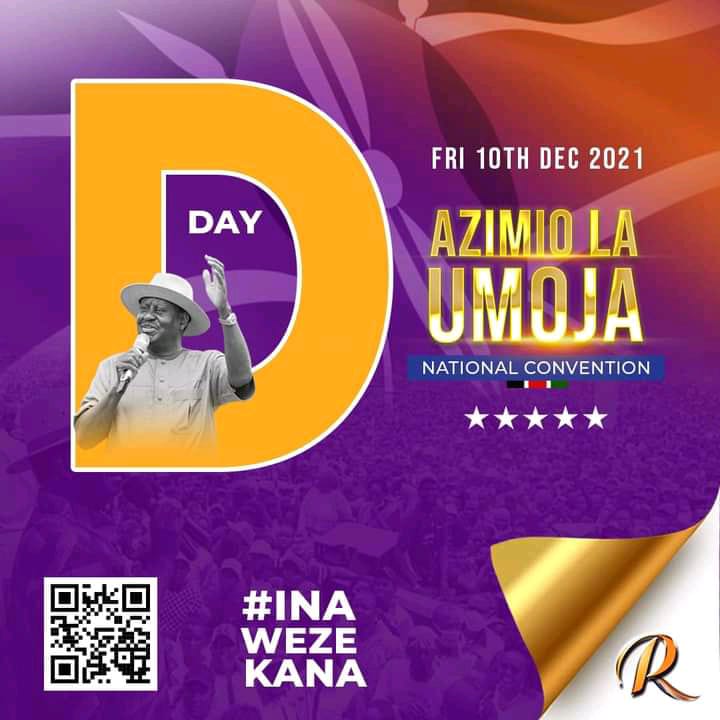 DAY
D
FRI 10TH DEC 2021
AZIMIO LA
UMOJA
NATIONAL CONVENTION
#INA
WEZE
KANA
R